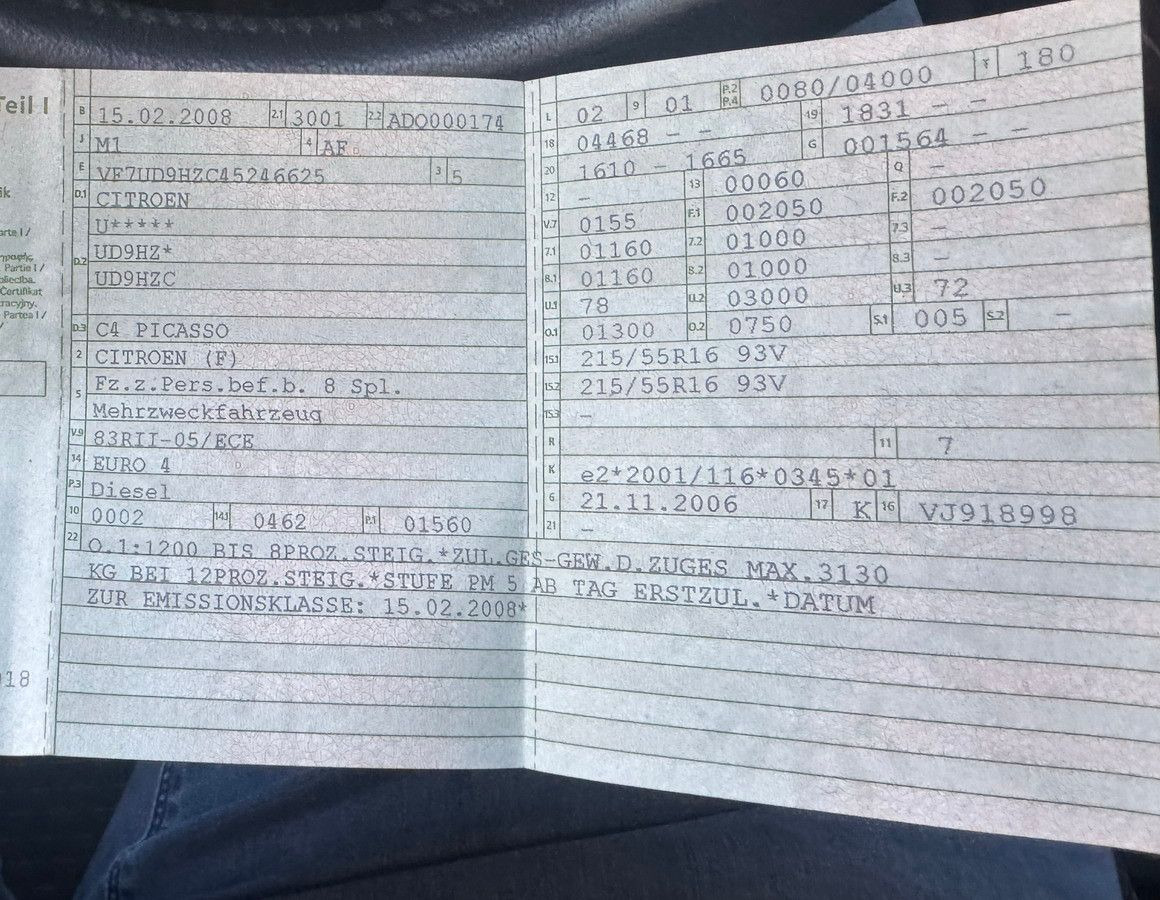 Teil I
ik
arte I /
Partie I /
Certifikat
racyjny.
Partea I /
018
B 15.02.2008 2.1 3001 2.2 ADO000174
J M1 4 AF
E VF7UD9HZC45246625 3 5
D.1 CITROEN
D.2 U*****
UD9HZ*
UD9HZC
D.3 C4 PICASSO
2 CITROEN (F)
5 Fz.z.Pers.bef.b. 8 Spl.
Mehrzweckfahrzeug
V.9 83RII-05/ECE
14 EURO 4
P.3 Diesel
10 0002 14.1 0462 P.1 01560
L 02 9 01 P.2 P.4 0080/04000 T 180
18 04468 - - 19 1831 - -
20 1610 - 1665 G 001564 - -
12 - 13 00060 Q -
V.7 0155 F.1 002050 F.2 002050
7.1 01160 7.2 01000 7.3 -
8.1 01160 8.2 01000 8.3 -
U.1 78 U.2 03000 U.3 72
O.1 01300 O.2 0750 S.1 005 S.2 -
15.1 215/55R16 93V
15.2 215/55R16 93V
15.3 -
R 11 7
K e2*2001/116*0345*01
6 21.11.2006 17 K 16 VJ918998
21 -
22 O.1:1200 BIS 8PROZ.STEIG.*ZUL.GES-GEW.D.ZUGES MAX.3130
KG BEI 12PROZ.STEIG.*STUFE PM 5 AB TAG ERSTZUL.*DATUM
ZUR EMISSIONSKLASSE: 15.02.2008*